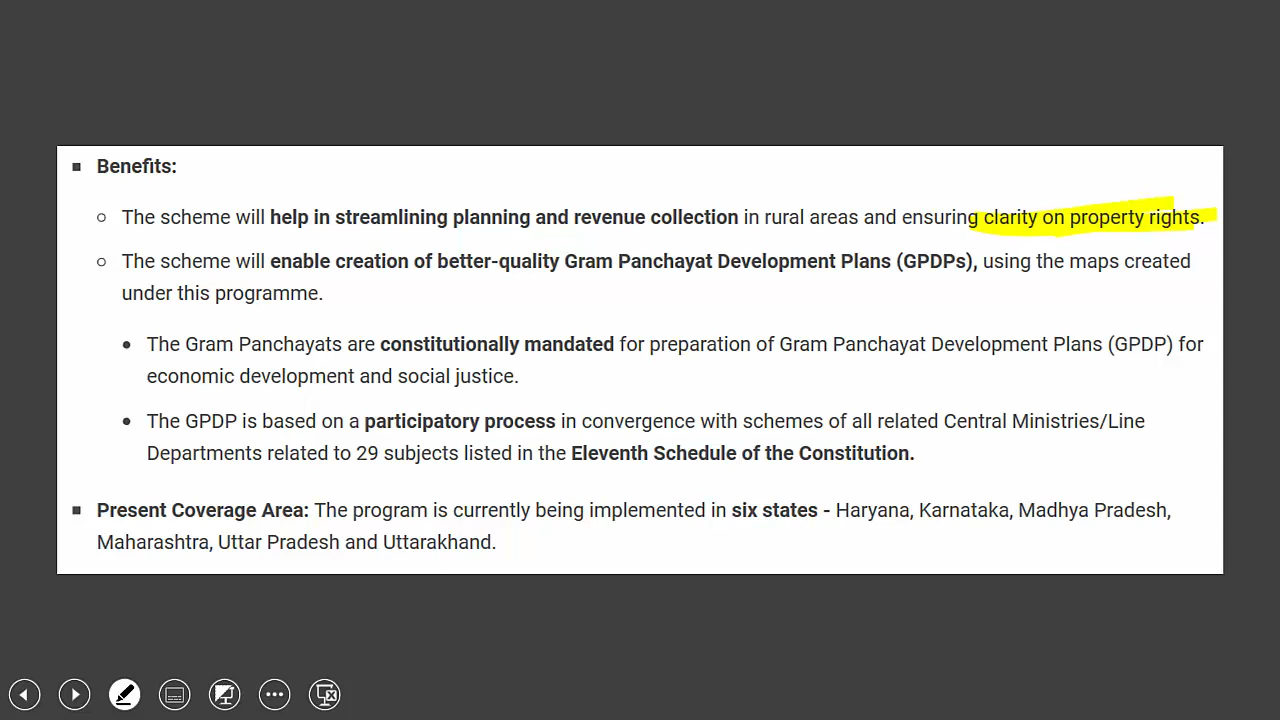 Benefits:
The scheme will help in streamlining planning and revenue collection in rural areas and ensuring clarity on property rights.
The scheme will enable creation of better-quality Gram Panchayat Development Plans (GPDPs), using the maps created
under this programme.
The Gram Panchayats are constitutionally mandated for preparation of Gram Panchayat Development Plans (GPDP) for
economic development and social justice.
The GPDP is based on a participatory process in convergence with schemes of all related Central Ministries/Line
Departments related to 29 subjects listed in the Eleventh Schedule of the Constitution.
Present Coverage Area: The program is currently being implemented in six states - Haryana, Karnataka, Madhya Pradesh,
Maharashtra, Uttar Pradesh and Uttarakhand.